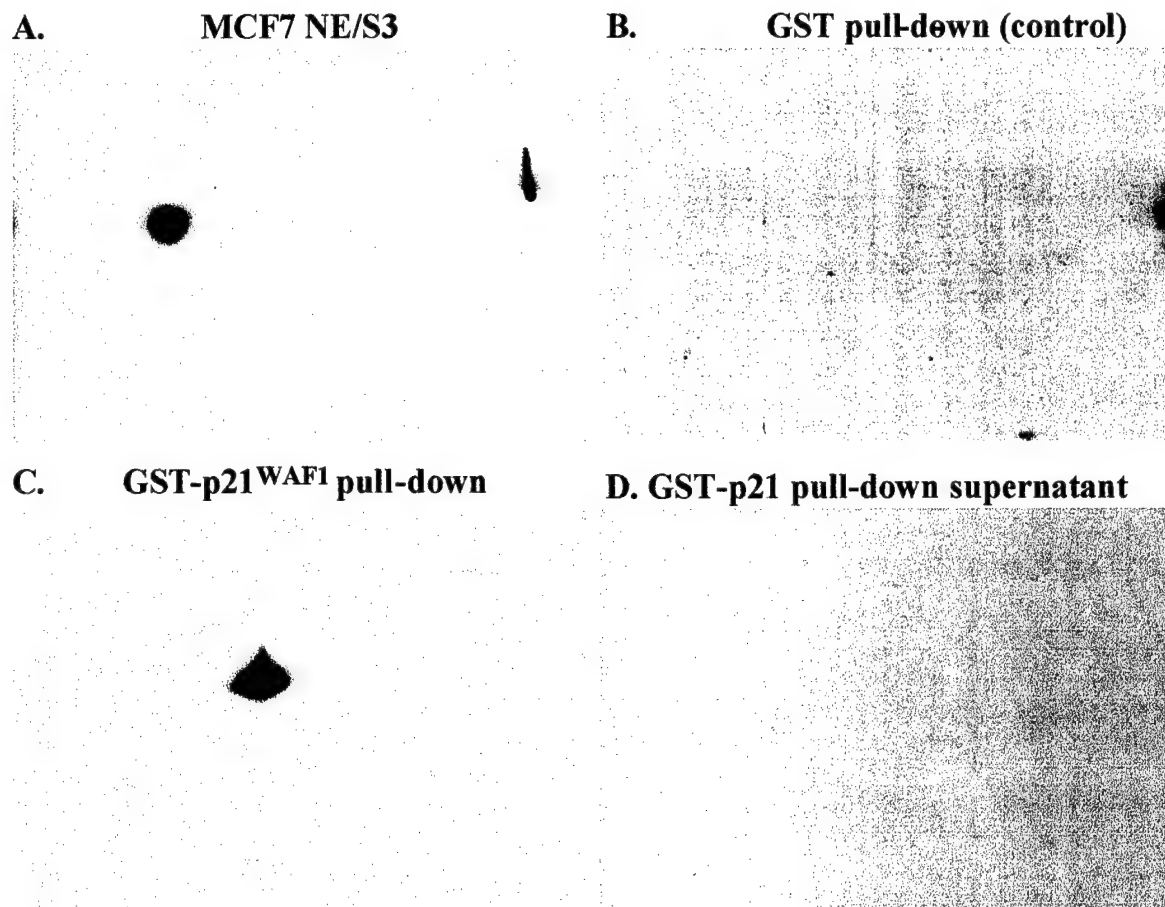 A. MCF7 NE/S3
B. GST pull-down (control)
C. GST-p21WAF1 pull-down
D. GST-p21 pull-down supernatant